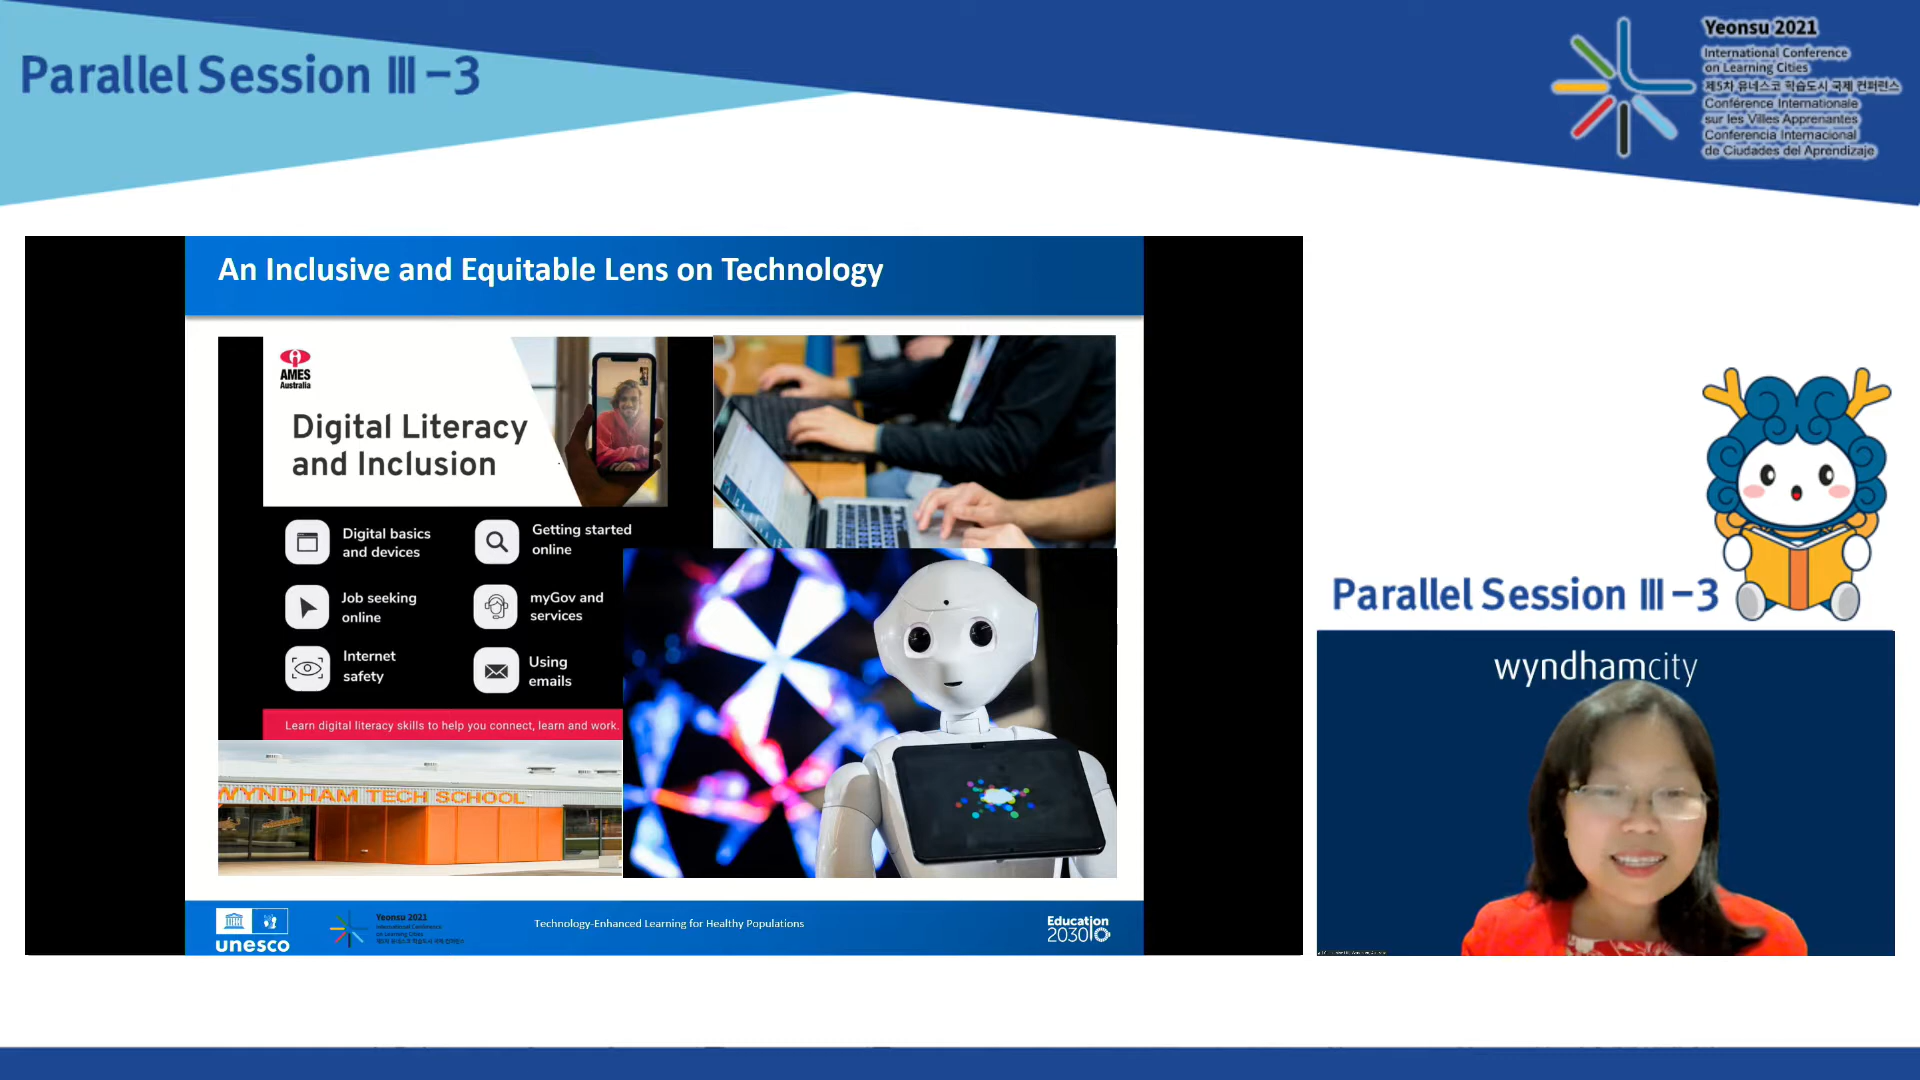 Parallel Session Ⅲ-3
Yeonsu 2021
International Conference
on Learning Cities
제5차 유네스코 학습도시 국제 컨퍼런스
Conférence Internationale
sur les Villes Apprenantes
Conferencia Internacional
de Ciudades del Aprendizaje
An Inclusive and Equitable Lens on Technology
AMES
Australia
Digital Literacy
and Inclusion
Digital basics
and devices
Getting started
online
Job seeking
online
myGov and
services
Internet
safety
Using
emails
Learn digital literacy skills to help you connect, learn and work.
WYNDHAM TECH SCHOOL
unesco
Yeonsu 2021
International Conference
on Learning Cities
제5차 유네스코 학습도시 국제 컨퍼런스
Technology-Enhanced Learning for Healthy Populations
Education
2030
Parallel Session Ⅲ-3
wyndhamcity